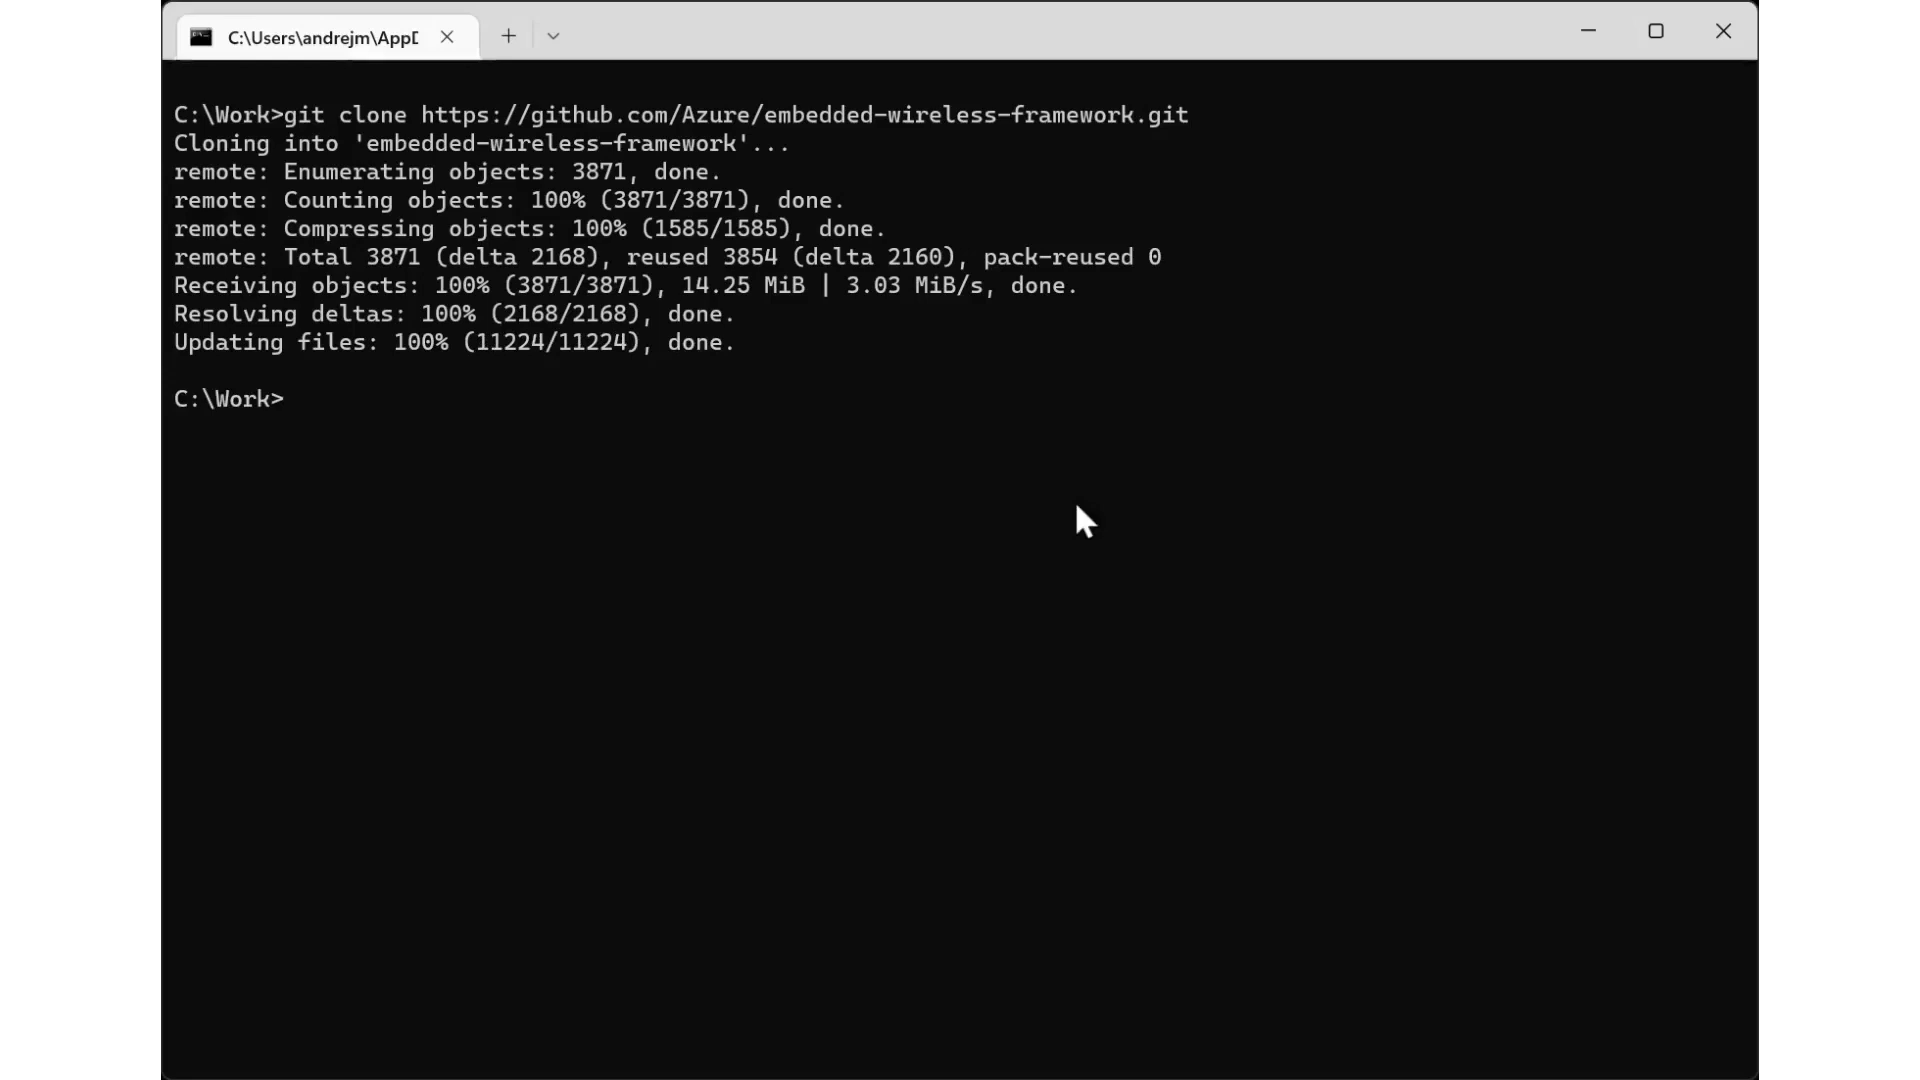 C:\Users\andrejm\AppD
C:\Work>git clone https://github.com/Azure/embedded-wireless-framework.git
Cloning into 'embedded-wireless-framework'...
remote: Enumerating objects: 3871, done.
remote: Counting objects: 100% (3871/3871), done.
remote: Compressing objects: 100% (1585/1585), done.
remote: Total 3871 (delta 2168), reused 3854 (delta 2160), pack-reused 0
Receiving objects: 100% (3871/3871), 14.25 MiB | 3.03 MiB/s, done.
Resolving deltas: 100% (2168/2168), done.
Updating files: 100% (11224/11224), done.
C:\Work>